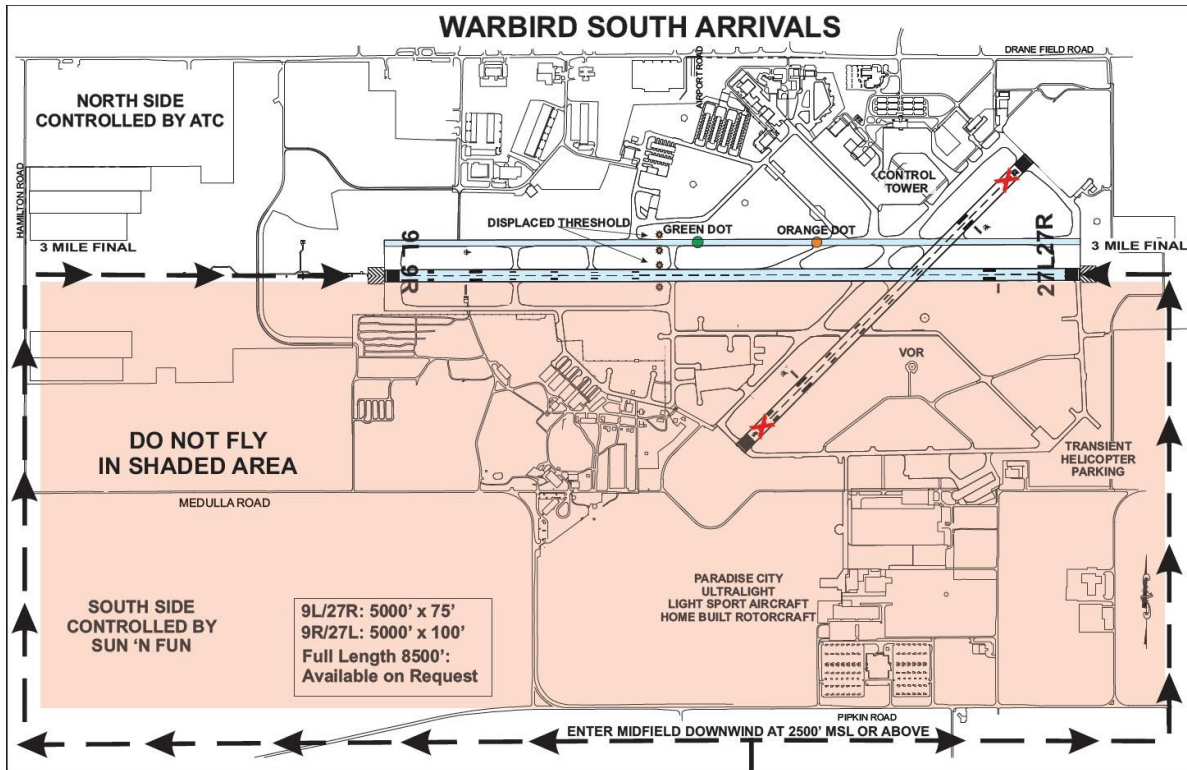 WARBIRD SOUTH ARRIVALS
DRANE FIELD ROAD
NORTH SIDE
CONTROLLED BY ATC
AIRPORT ROAD
HAMILTON ROAD
CONTROL
TOWER
DISPLACED THRESHOLD
GREEN DOT
ORANGE DOT
3 MILE FINAL
3 MILE FINAL
9L
9R
27R
27L
VOR
DO NOT FLY
IN SHADED AREA
TRANSIENT
HELICOPTER
PARKING
MEDULLA ROAD
SOUTH SIDE
CONTROLLED BY
SUN 'N FUN
9L/27R: 5000' x 75'
9R/27L: 5000' x 100'
Full Length 8500':
Available on Request
PARADISE CITY
ULTRALIGHT
LIGHT SPORT AIRCRAFT
HOME BUILT ROTORCRAFT
PIPKIN ROAD
ENTER MIDFIELD DOWNWIND AT 2500' MSL OR ABOVE